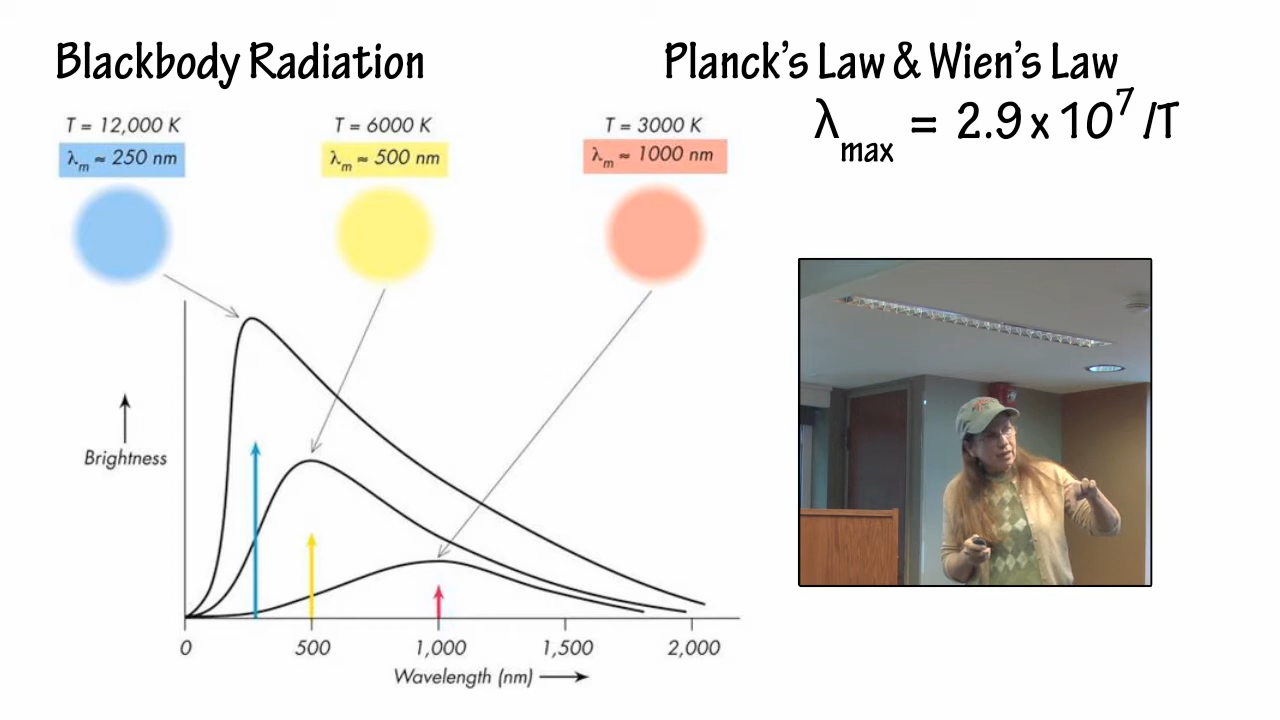 Blackbody Radiation
Planck's Law & Wien's Law
λmax = 2.9 x 10⁷ /T
T = 12,000 K
λm ≈ 250 nm
T = 6000 K
λm ≈ 500 nm
T = 3000 K
λm ≈ 1000 nm
Brightness
0 500 1,000 1,500 2,000
Wavelength (nm)